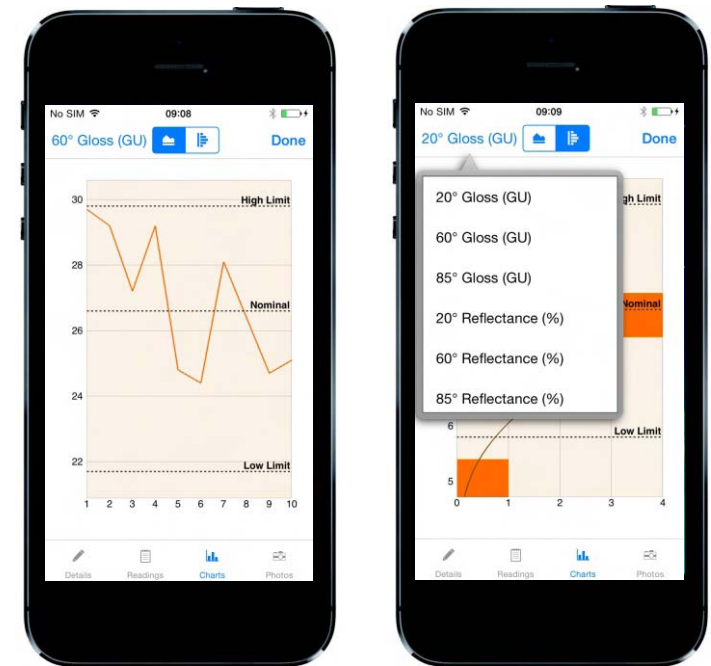 No SIM 09:08
60° Gloss (GU) Done
30 High Limit
28
Nominal
26
24
22 Low Limit
1 2 3 4 5 6 7 8 9 10
Details Readings Charts Photos
No SIM 09:09
20° Gloss (GU) Done
20° Gloss (GU)
60° Gloss (GU)
85° Gloss (GU)
20° Reflectance (%)
60° Reflectance (%)
85° Reflectance (%)
gh Limit
Nominal
6
Low Limit
5
0 1 2 3 4
Details Readings Charts Photos